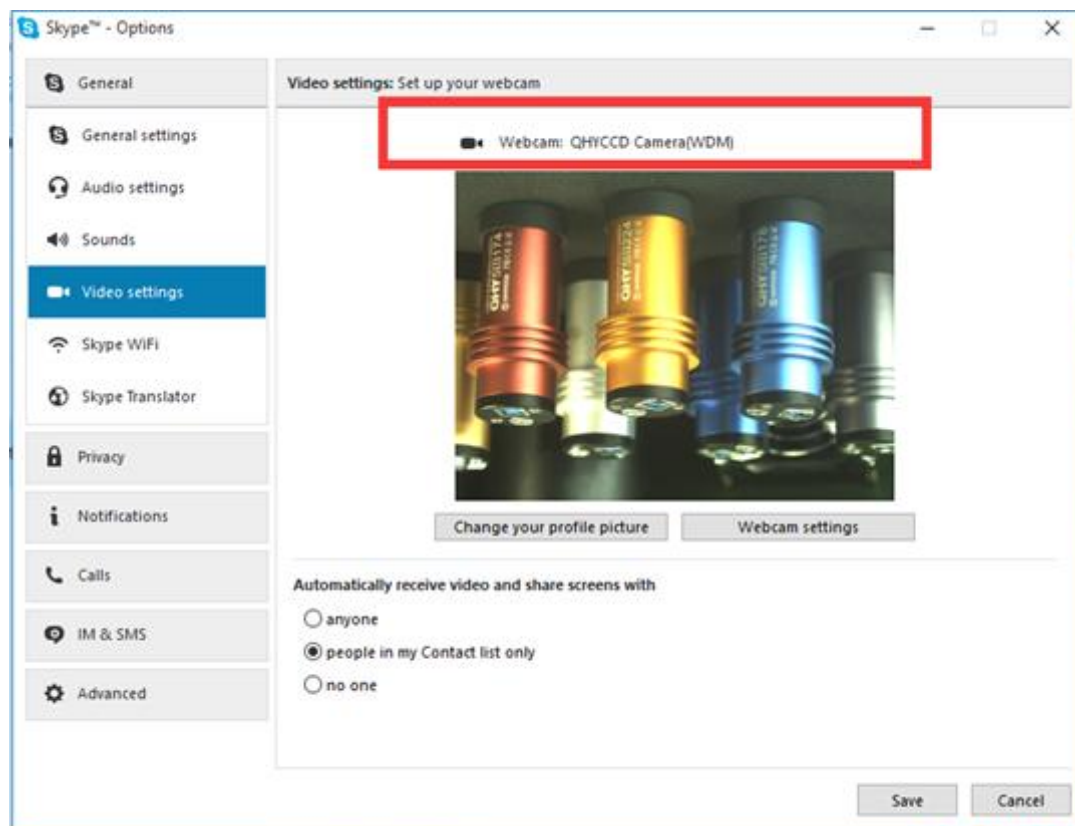 Skype™ - Options
General
General settings
Audio settings
Sounds
Video settings
Skype WiFi
Skype Translator
Privacy
Notifications
Calls
IM & SMS
Advanced
Video settings: Set up your webcam
Webcam: QHYCCD Camera(WDM)
Change your profile picture
Webcam settings
Automatically receive video and share screens with
anyone
people in my Contact list only
no one
Save
Cancel